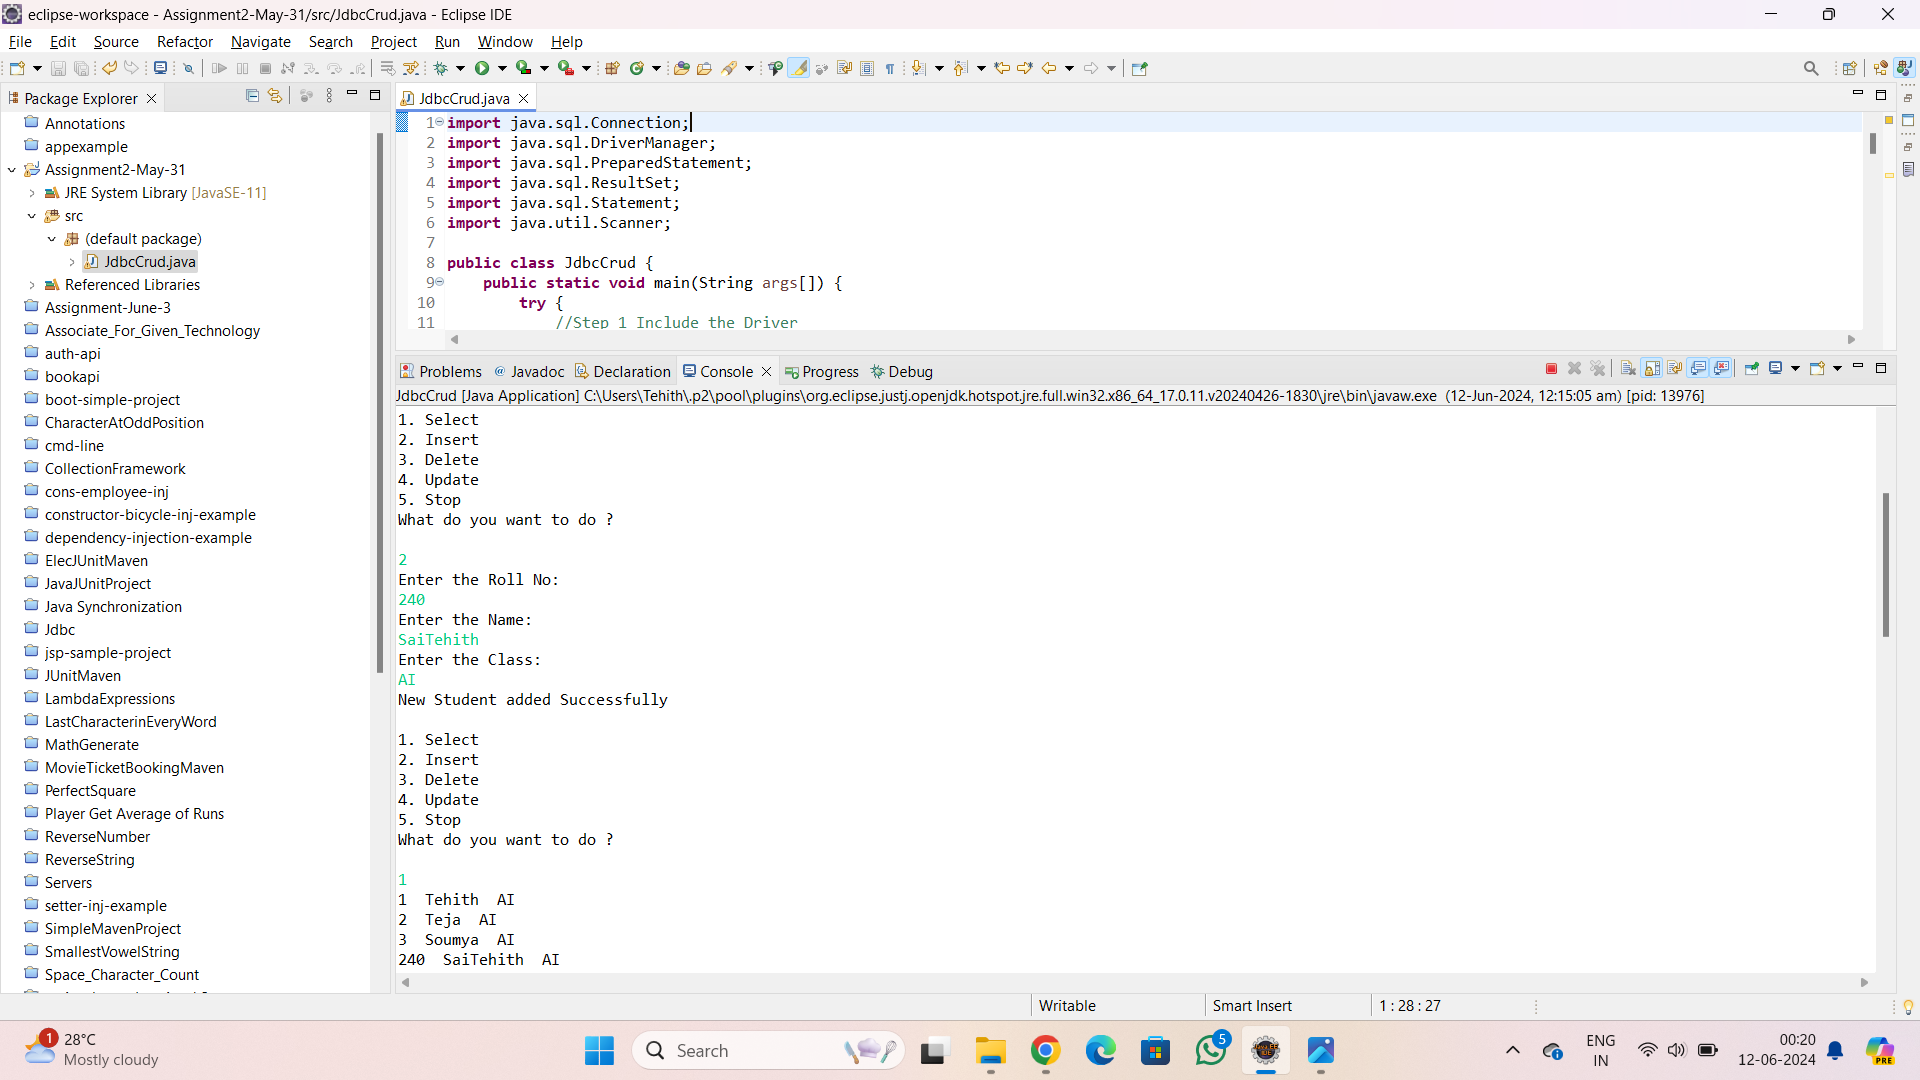 eclipse-workspace - Assignment2-May-31/src/JdbcCrud.java - Eclipse IDE
File Edit Source Refactor Navigate Search Project Run Window Help
Package Explorer
Annotations
appexample
Assignment2-May-31
JRE System Library [JavaSE-11]
src
(default package)
JdbcCrud.java
Referenced Libraries
Assignment-June-3
Associate_For_Given_Technology
auth-api
bookapi
boot-simple-project
CharacterAtOddPosition
cmd-line
CollectionFramework
cons-employee-inj
constructor-bicycle-inj-example
dependency-injection-example
ElecJUnitMaven
JavaJUnitProject
Java Synchronization
Jdbc
jsp-sample-project
JUnitMaven
LambdaExpressions
LastCharacterinEveryWord
MathGenerate
MovieTicketBookingMaven
PerfectSquare
Player Get Average of Runs
ReverseNumber
ReverseString
Servers
setter-inj-example
SimpleMavenProject
SmallestVowelString
Space_Character_Count
JdbcCrud.java
1 import java.sql.Connection;
2 import java.sql.DriverManager;
3 import java.sql.PreparedStatement;
4 import java.sql.ResultSet;
5 import java.sql.Statement;
6 import java.util.Scanner;
7
8 public class JdbcCrud {
9 public static void main(String args[]) {
10 try {
11 //Step 1 Include the Driver
Problems Javadoc Declaration Console Progress Debug
JdbcCrud [Java Application] C:\Users\Tehith\.p2\pool\plugins\org.eclipse.justj.openjdk.hotspot.jre.full.win32.x86_64_17.0.11.v20240426-1830\jre\bin\javaw.exe (12-Jun-2024, 12:15:05 am) [pid: 13976]
1. Select
2. Insert
3. Delete
4. Update
5. Stop
What do you want to do ?
2
Enter the Roll No:
240
Enter the Name:
SaiTehith
Enter the Class:
AI
New Student added Successfully
1. Select
2. Insert
3. Delete
4. Update
5. Stop
What do you want to do ?
1
1 Tehith AI
2 Teja AI
3 Soumya AI
240 SaiTehith AI
Writable Smart Insert 1 : 28 : 27
1
28°C
Mostly cloudy
Search
5
ENG
IN
00:20
12-06-2024
PRE